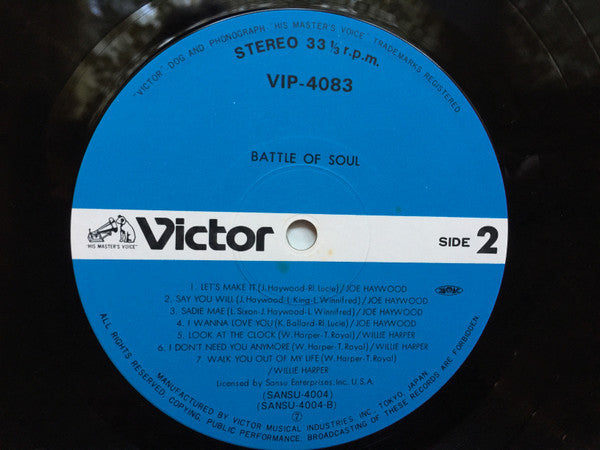 "VICTOR" DOG AND PHONOGRAPH "HIS MASTER'S VOICE" TRADEMARKS REGISTERED
STEREO 33 1/3 r.p.m.
VIP-4083
BATTLE OF SOUL
"HIS MASTER'S VOICE"
Victor
SIDE 2
1. LET'S MAKE IT (J. Haywood-Rl Lucie)/JOE HAYWOOD
2. SAY YOU WILL (J. Haywood-L. King-L. Winnifred)/JOE HAYWOOD
3. SADIE MAE (L. Sixon-J. Haywood-L. Winnifred)/JOE HAYWOOD
4. I WANNA LOVE YOU (K. Ballard-Rl Lucie)/JOE HAYWOOD
5. LOOK AT THE CLOCK (W. Harper-T. Royal)/WILLIE HARPER
6. I DON'T NEED YOU ANYMORE (W. Harper-T. Royal)/WILLIE HARPER
7. WALK YOU OUT OF MY LIFE (W. Harper-T. Royal)
/WILLIE HARPER
Licensed by Sansu Enterprises, Inc. U.S.A.
(SANSU-4004)
(SANSU-4004-B)
MANUFACTURED BY VICTOR MUSICAL INDUSTRIES, INC. TOKYO, JAPAN
ALL RIGHTS RESERVED. COPYING, PUBLIC PERFORMANCE, BROADCASTING OF THESE RECORDS ARE FORBIDDEN.